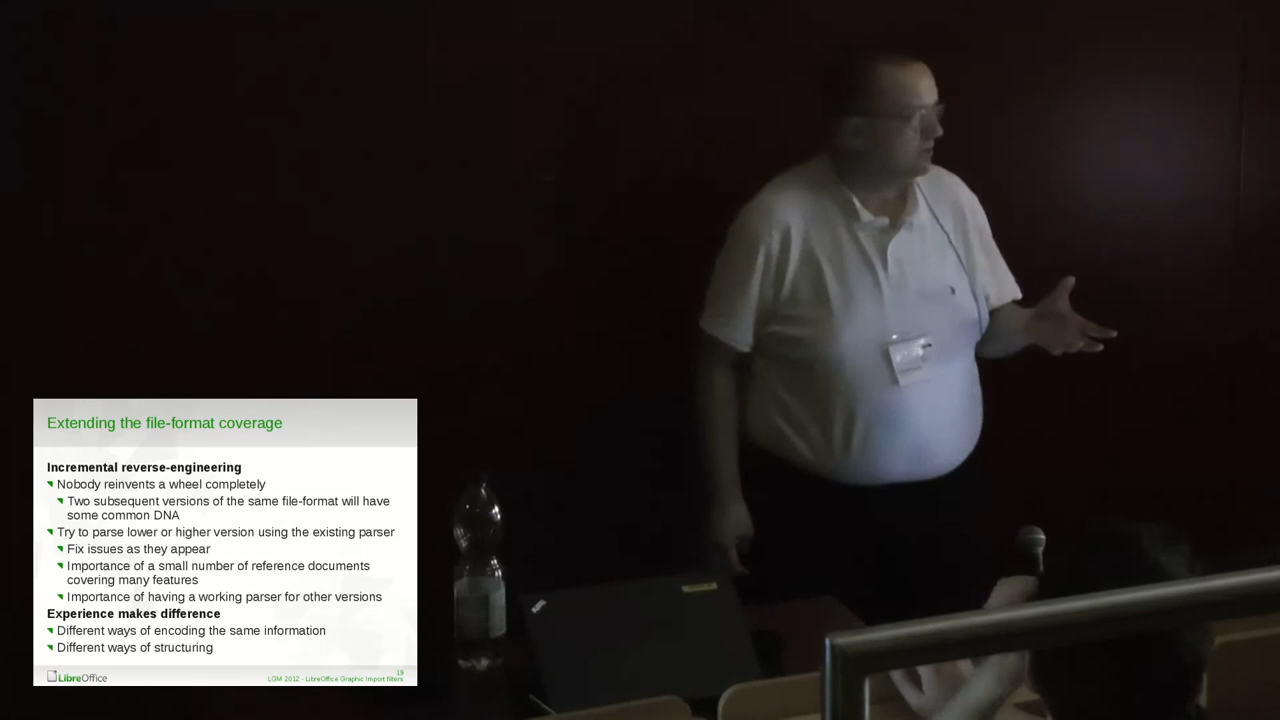 Extending the file-format coverage
Incremental reverse-engineering
Nobody reinvents a wheel completely
Two subsequent versions of the same file-format will have
some common DNA
Try to parse lower or higher version using the existing parser
Fix issues as they appear
Importance of a small number of reference documents
covering many features
Importance of having a working parser for other versions
Experience makes difference
Different ways of encoding the same information
Different ways of structuring
19
LibreOffice
LGM 2012 - LibreOffice Graphic Import filters